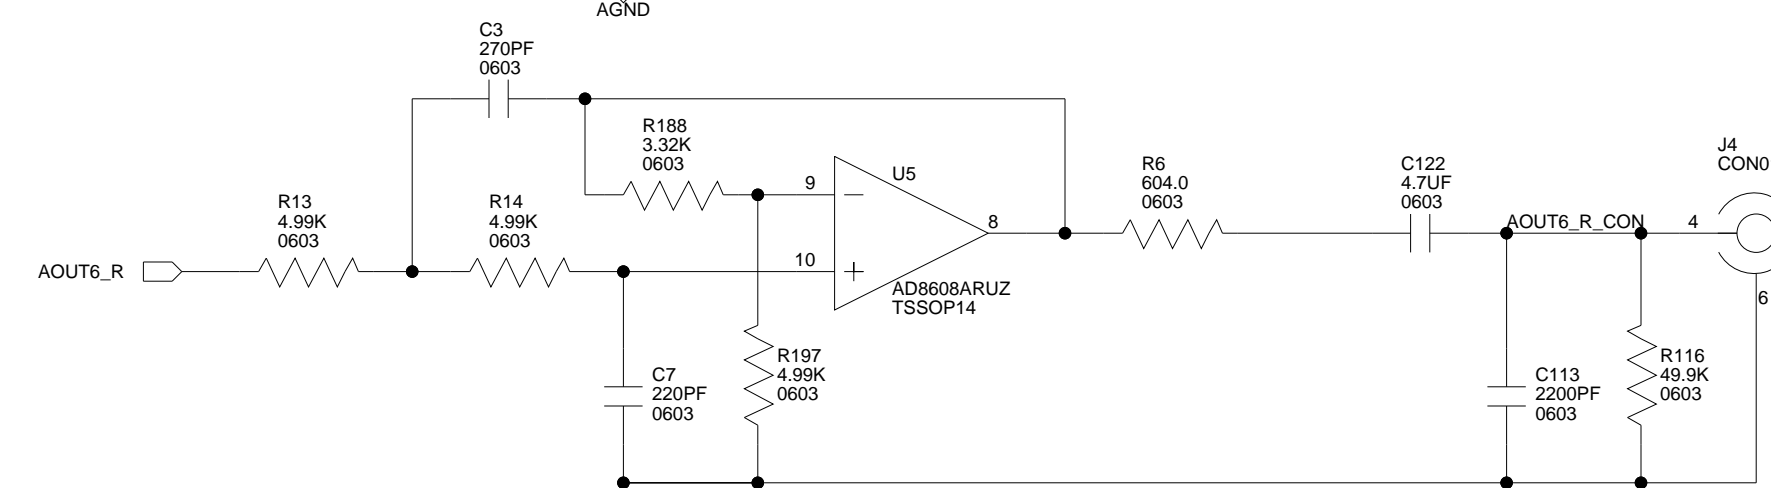 AGND
C3
270PF
0603
R188
3.32K
0603
R13
4.99K
0603
R14
4.99K
0603
AOUT6_R
9
10
8
U5
AD8608ARUZ
TSSOP14
R6
604.0
0603
C122
4.7UF
0603
AOUT6_R_CON
4
J4
CON0
6
C7
220PF
0603
R197
4.99K
0603
C113
2200PF
0603
R116
49.9K
0603